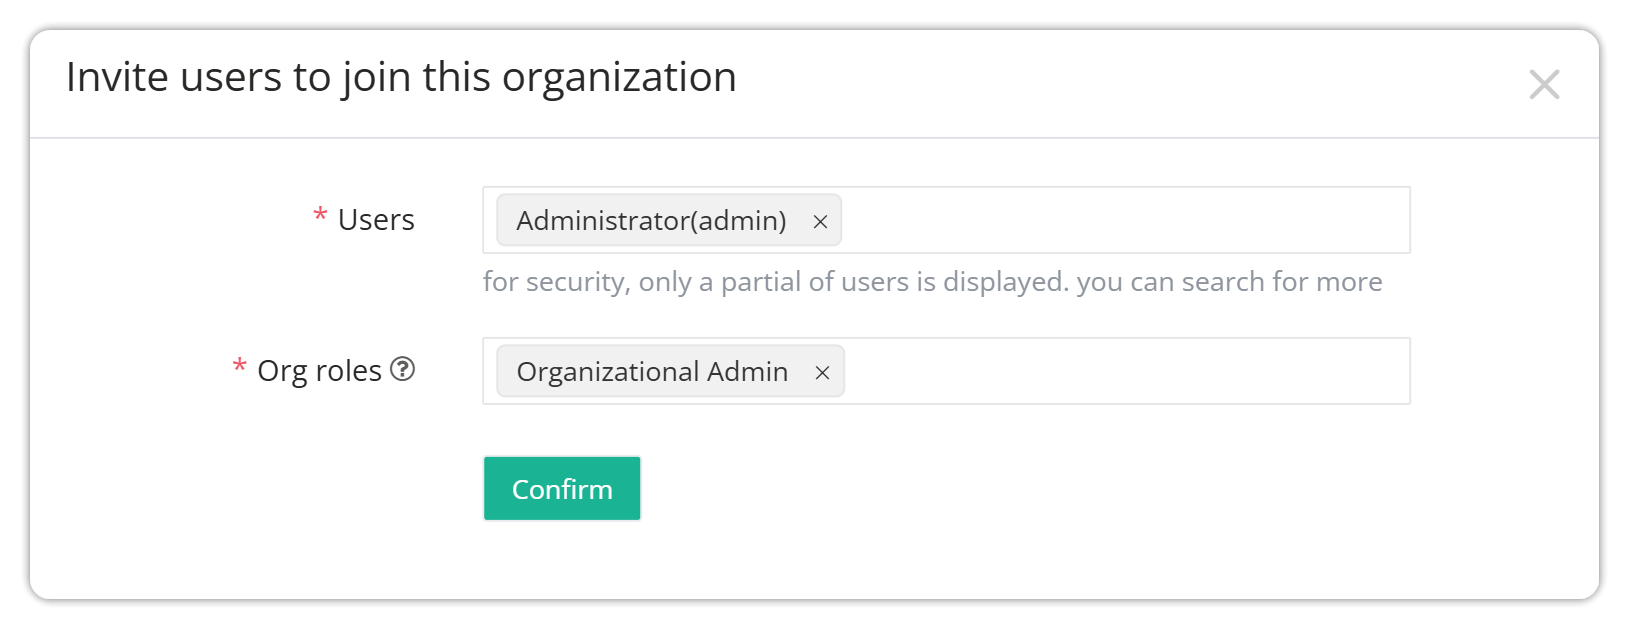 Invite users to join this organization
* Users
Administrator(admin)
for security, only a partial of users is displayed. you can search for more
* Org roles ?
Organizational Admin
Confirm